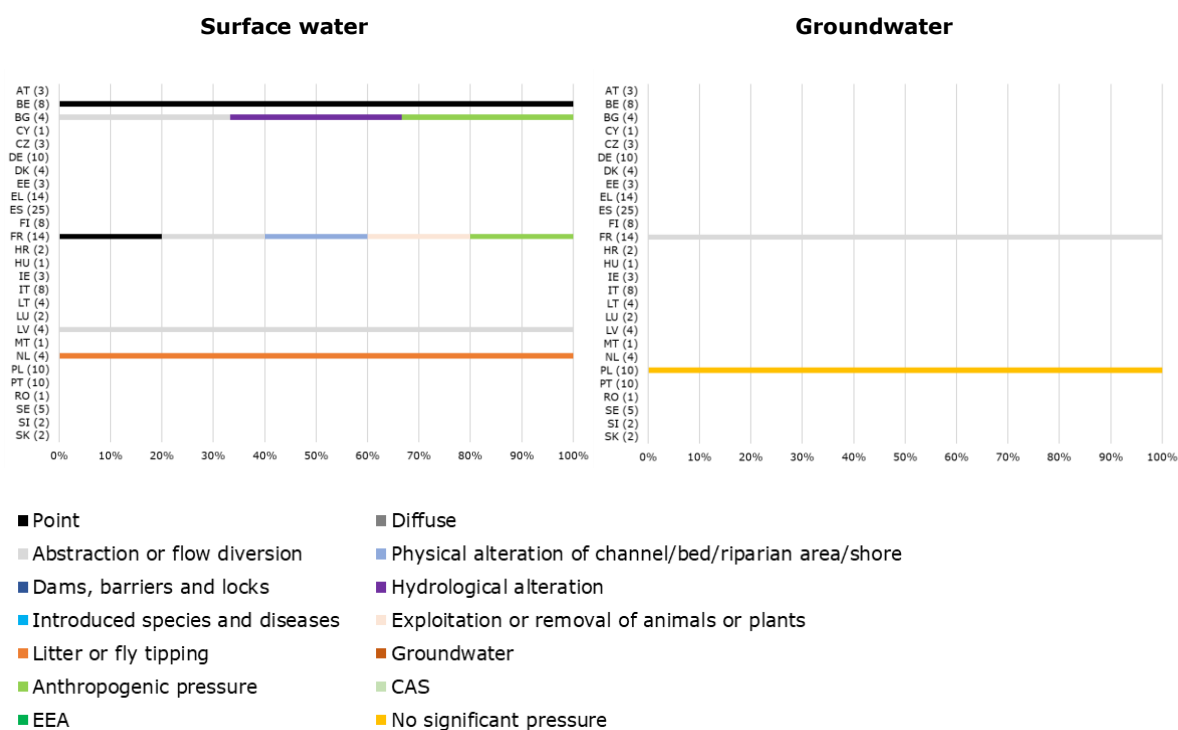 Surface water
Groundwater
AT (3)
BE (8)
BG (4)
CY (1)
CZ (3)
DE (10)
DK (4)
EE (3)
EL (14)
ES (25)
FI (8)
FR (14)
HR (2)
HU (1)
IE (3)
IT (8)
LT (4)
LU (2)
LV (4)
MT (1)
NL (4)
PL (10)
PT (10)
RO (1)
SE (5)
SI (2)
SK (2)
0% 10% 20% 30% 40% 50% 60% 70% 80% 90% 100%
AT (3)
BE (8)
BG (4)
CY (1)
CZ (3)
DE (10)
DK (4)
EE (3)
EL (14)
ES (25)
FI (8)
FR (14)
HR (2)
HU (1)
IE (3)
IT (8)
LT (4)
LU (2)
LV (4)
MT (1)
NL (4)
PL (10)
PT (10)
RO (1)
SE (5)
SI (2)
SK (2)
0% 10% 20% 30% 40% 50% 60% 70% 80% 90% 100%
Point
Diffuse
Abstraction or flow diversion
Physical alteration of channel/bed/riparian area/shore
Dams, barriers and locks
Hydrological alteration
Introduced species and diseases
Exploitation or removal of animals or plants
Litter or fly tipping
Groundwater
Anthropogenic pressure
CAS
EEA
No significant pressure